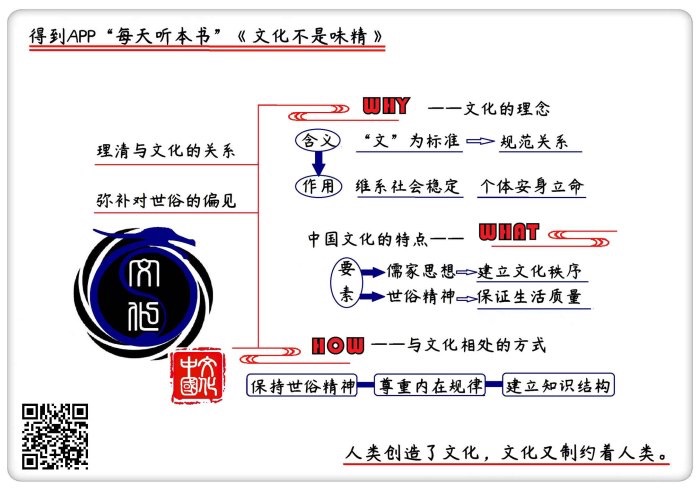 得到APP“每天听本书”《文化不是味精》
WHY ——文化的理念
理清与文化的关系
含义 “文”为标准 规范关系
作用 维系社会稳定 个体安身立命
弥补对世俗的偏见
中国文化的特点—— WHAT
要素
儒家思想 建立文化秩序
世俗精神 保证生活质量
文化
中國文化
HOW ——与文化相处的方式
保持世俗精神 尊重内在规律 建立知识结构
人类创造了文化，文化又制约着人类。